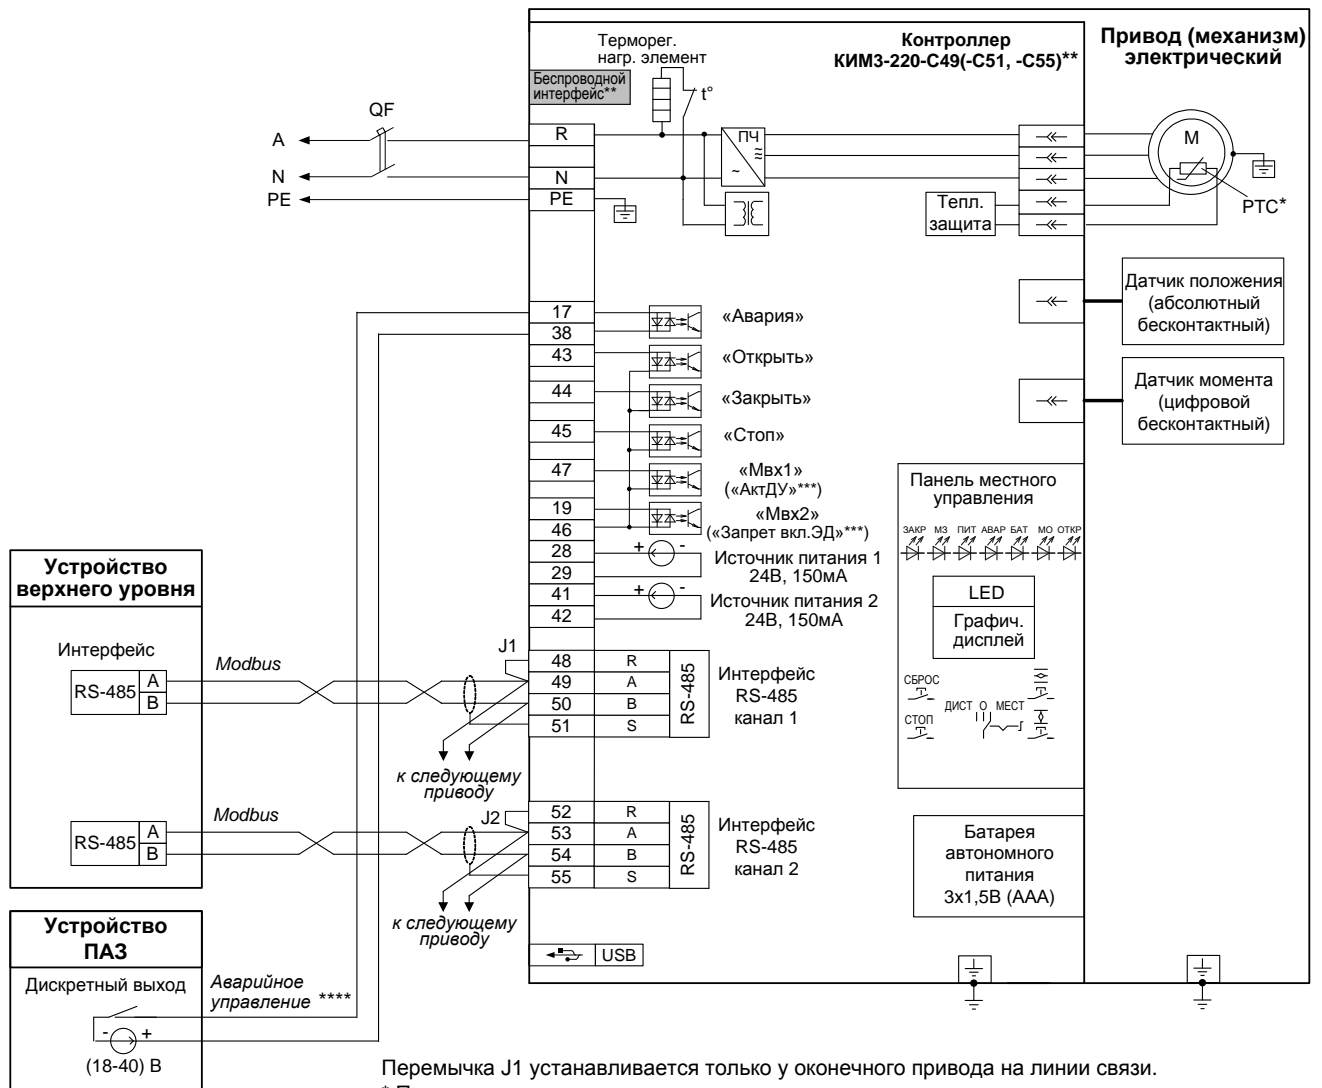 Контроллер
КИМ3-220-С49(-С51, -С55)**
Привод (механизм)
электрический
Терморег.
нагр. элемент
Беспроводной
интерфейс**
t°
QF
A
N
PE
R
N
PE
ПЧ
~
M
PTC*
Тепл.
защита
Датчик положения
(абсолютный
бесконтактный)
Датчик момента
(цифровой
бесконтактный)
17
38
«Авария»
43
«Открыть»
44
«Закрыть»
45
«Стоп»
47
«Мвх1»
(«АктДУ»***)
19
46
«Мвх2»
(«Запрет вкл.ЭД»***)
28
29
+ -
Источник питания 1
24В, 150мА
41
42
+ -
Источник питания 2
24В, 150мА
Панель местного
управления
ЗАКР МЗ ПИТ АВАР БАТ МО ОТКР
LED
Графич.
дисплей
СБРОС
СТОП
ДИСТ О МЕСТ
Устройство
верхнего уровня
Интерфейс
RS-485
A
B
Modbus
J1
48 R
49 A
50 B
51 S
RS-485
Интерфейс
RS-485
канал 1
к следующему
приводу
RS-485
A
B
Modbus
J2
52 R
53 A
54 B
55 S
RS-485
Интерфейс
RS-485
канал 2
к следующему
приводу
Батарея
автономного
питания
3х1,5В (ААА)
USB
Устройство
ПАЗ
Дискретный выход
- +
(18-40) В
Аварийное
управление ****
Перемычка J1 устанавливается только у оконечного привода на линии связи.